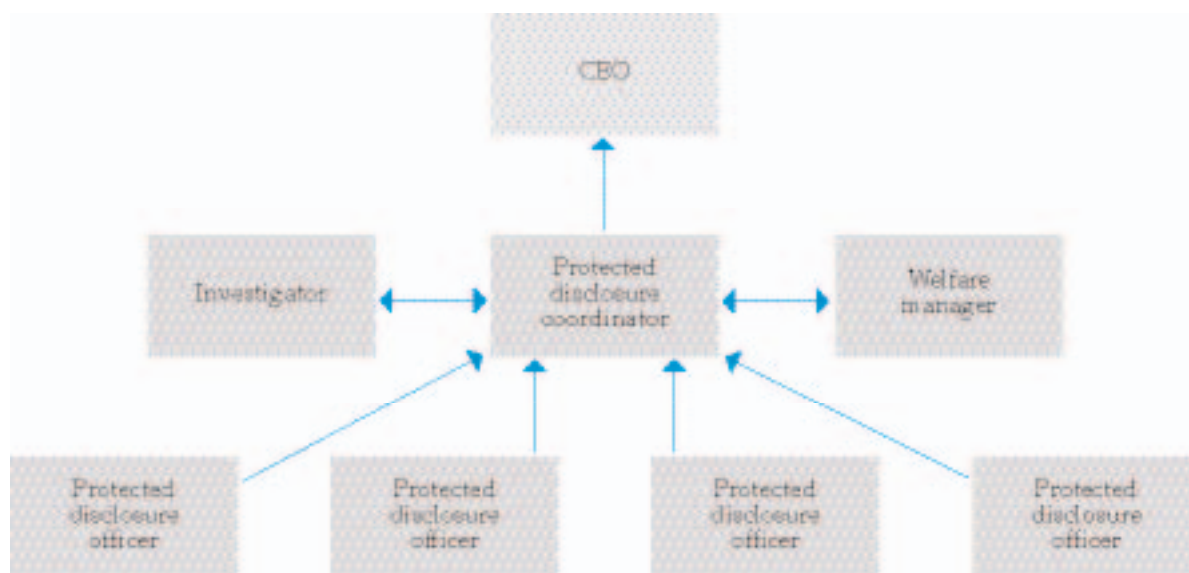 CEO
Investigator
Protected
disclosure
coordinator
Welfare
manager
Protected
disclosure
officer
Protected
disclosure
officer
Protected
disclosure
officer
Protected
disclosure
officer